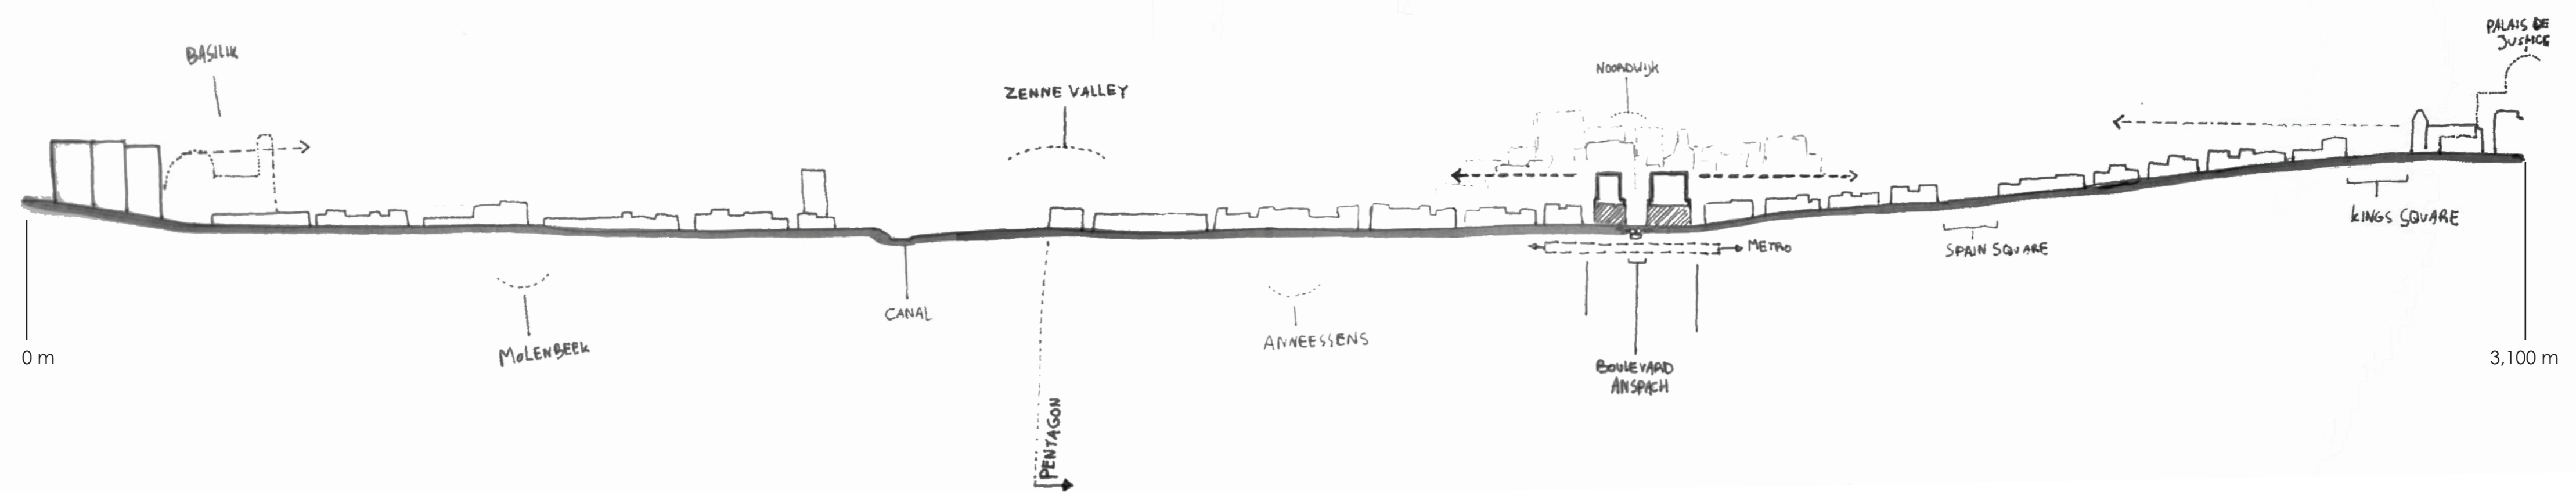 BASILIK
ZENNE VALLEY
NOORDWIJK
PALAIS DE
JUSTICE
METRO
SPAIN SQUARE
KINGS SQUARE
CANAL
MOLENBEEK
ANNEESSENS
BOULEVARD
ANSPACH
0 m
3,100 m
PENTAGON